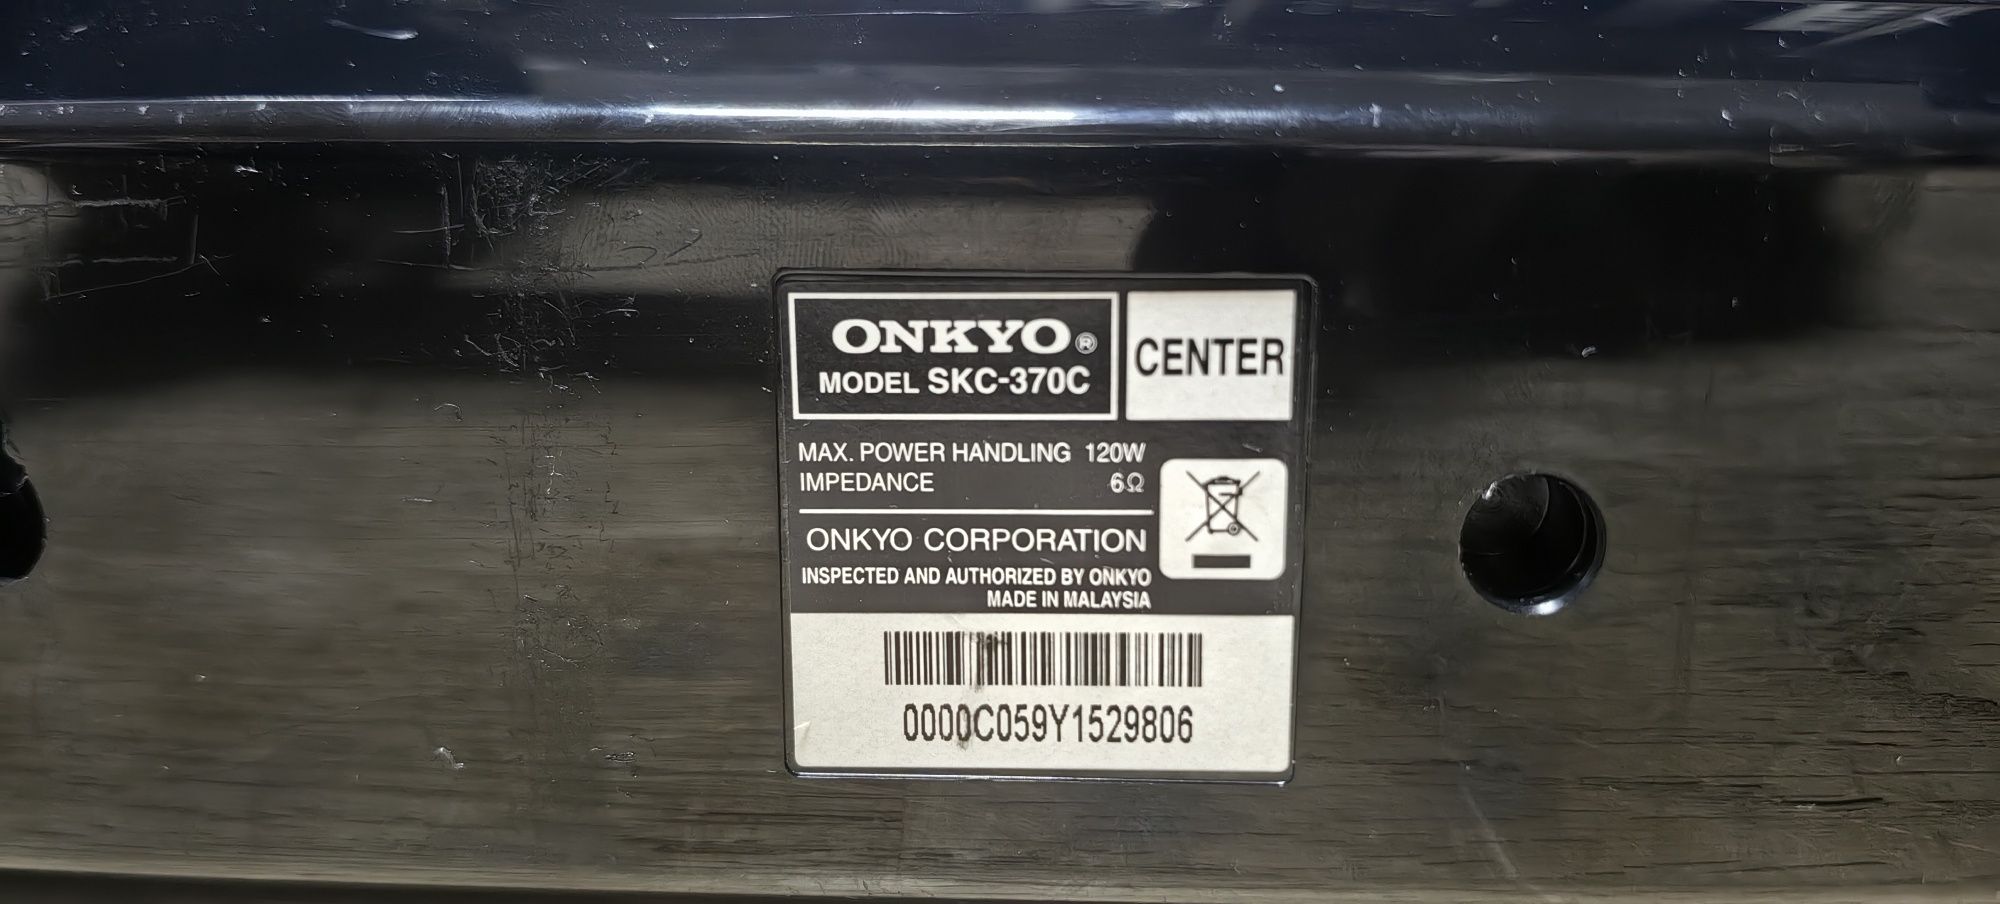 ONKYO®
MODEL SKC-370C
CENTER
MAX. POWER HANDLING 120W
IMPEDANCE 6Ω
ONKYO CORPORATION
INSPECTED AND AUTHORIZED BY ONKYO
MADE IN MALAYSIA
0000C059Y1529806